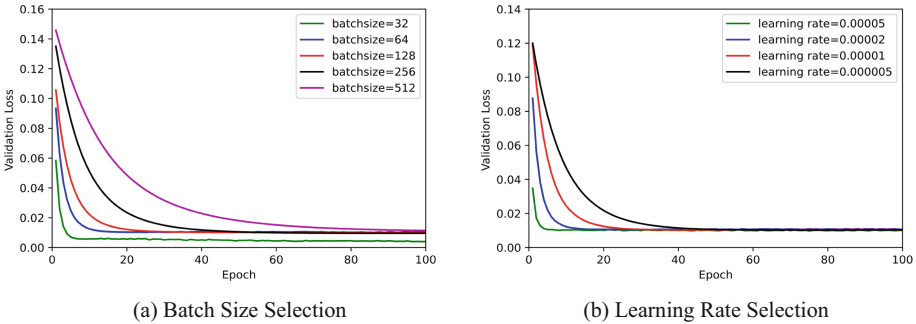 0.16
0.14
0.12
0.10
0.08
0.06
0.04
0.02
0.00
Validation Loss
0 20 40 60 80 100
Epoch
batchsize=32
batchsize=64
batchsize=128
batchsize=256
batchsize=512
(a) Batch Size Selection
0.14
0.12
0.10
0.08
0.06
0.04
0.02
0.00
Validation Loss
0 20 40 60 80 100
Epoch
learning rate=0.00005
learning rate=0.00002
learning rate=0.00001
learning rate=0.000005
(b) Learning Rate Selection